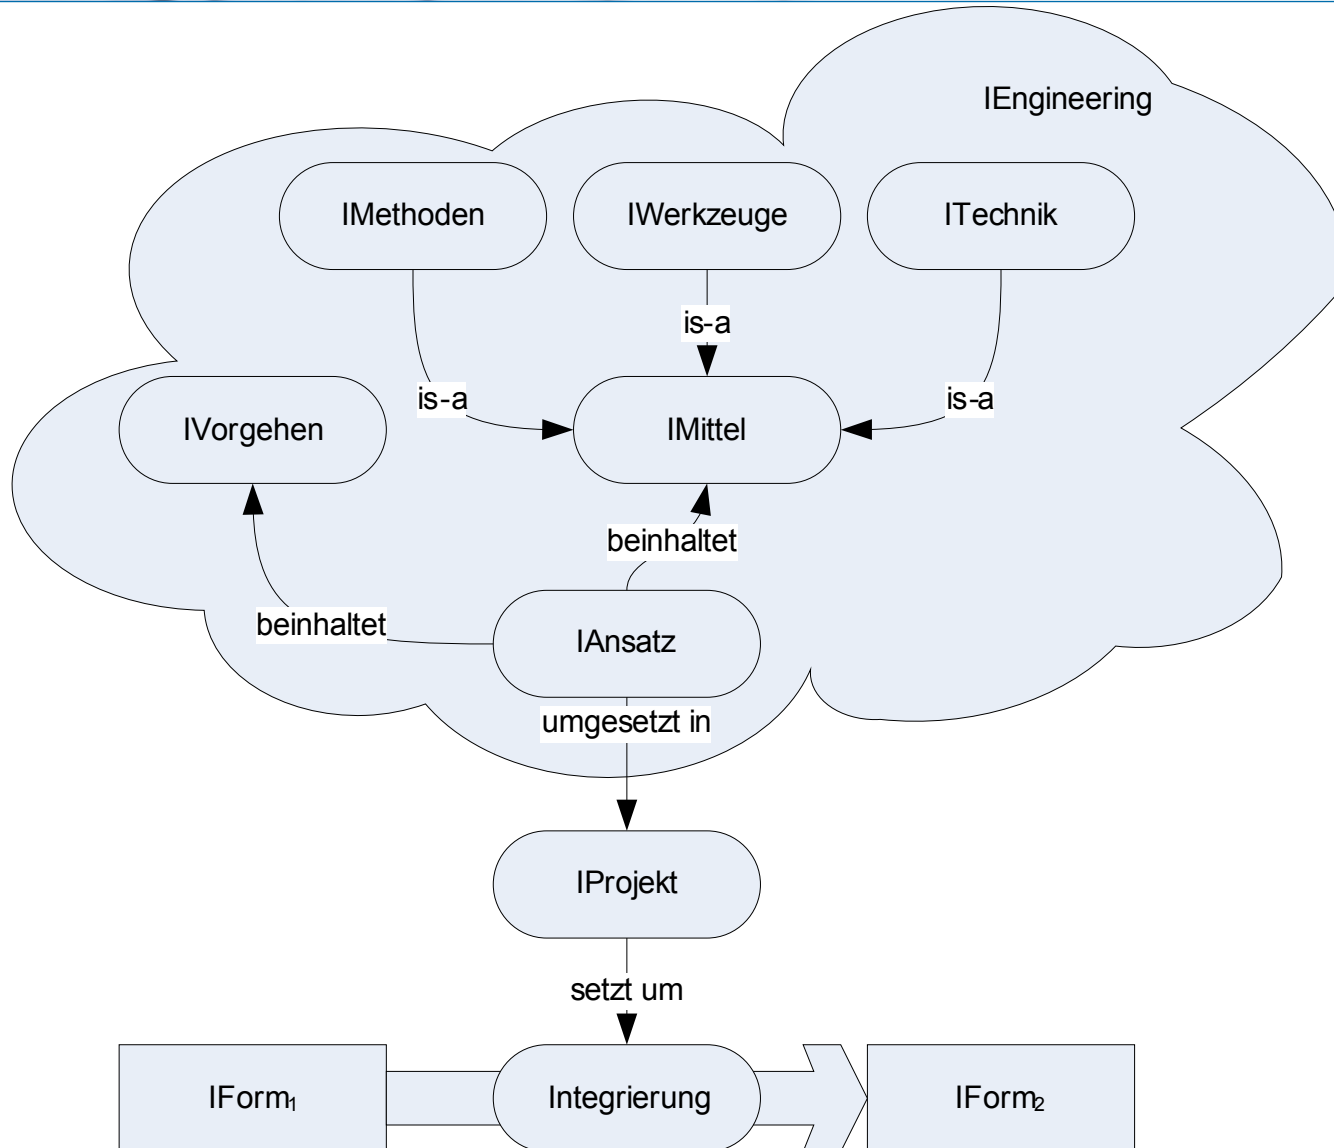 IEngineering
IMethoden
IWerkzeuge
ITechnik
is-a
is-a
is-a
IVorgehen
IMittel
beinhaltet
beinhaltet
IAnsatz
umgesetzt in
IProjekt
setzt um
IForm₁
Integrierung
IForm₂